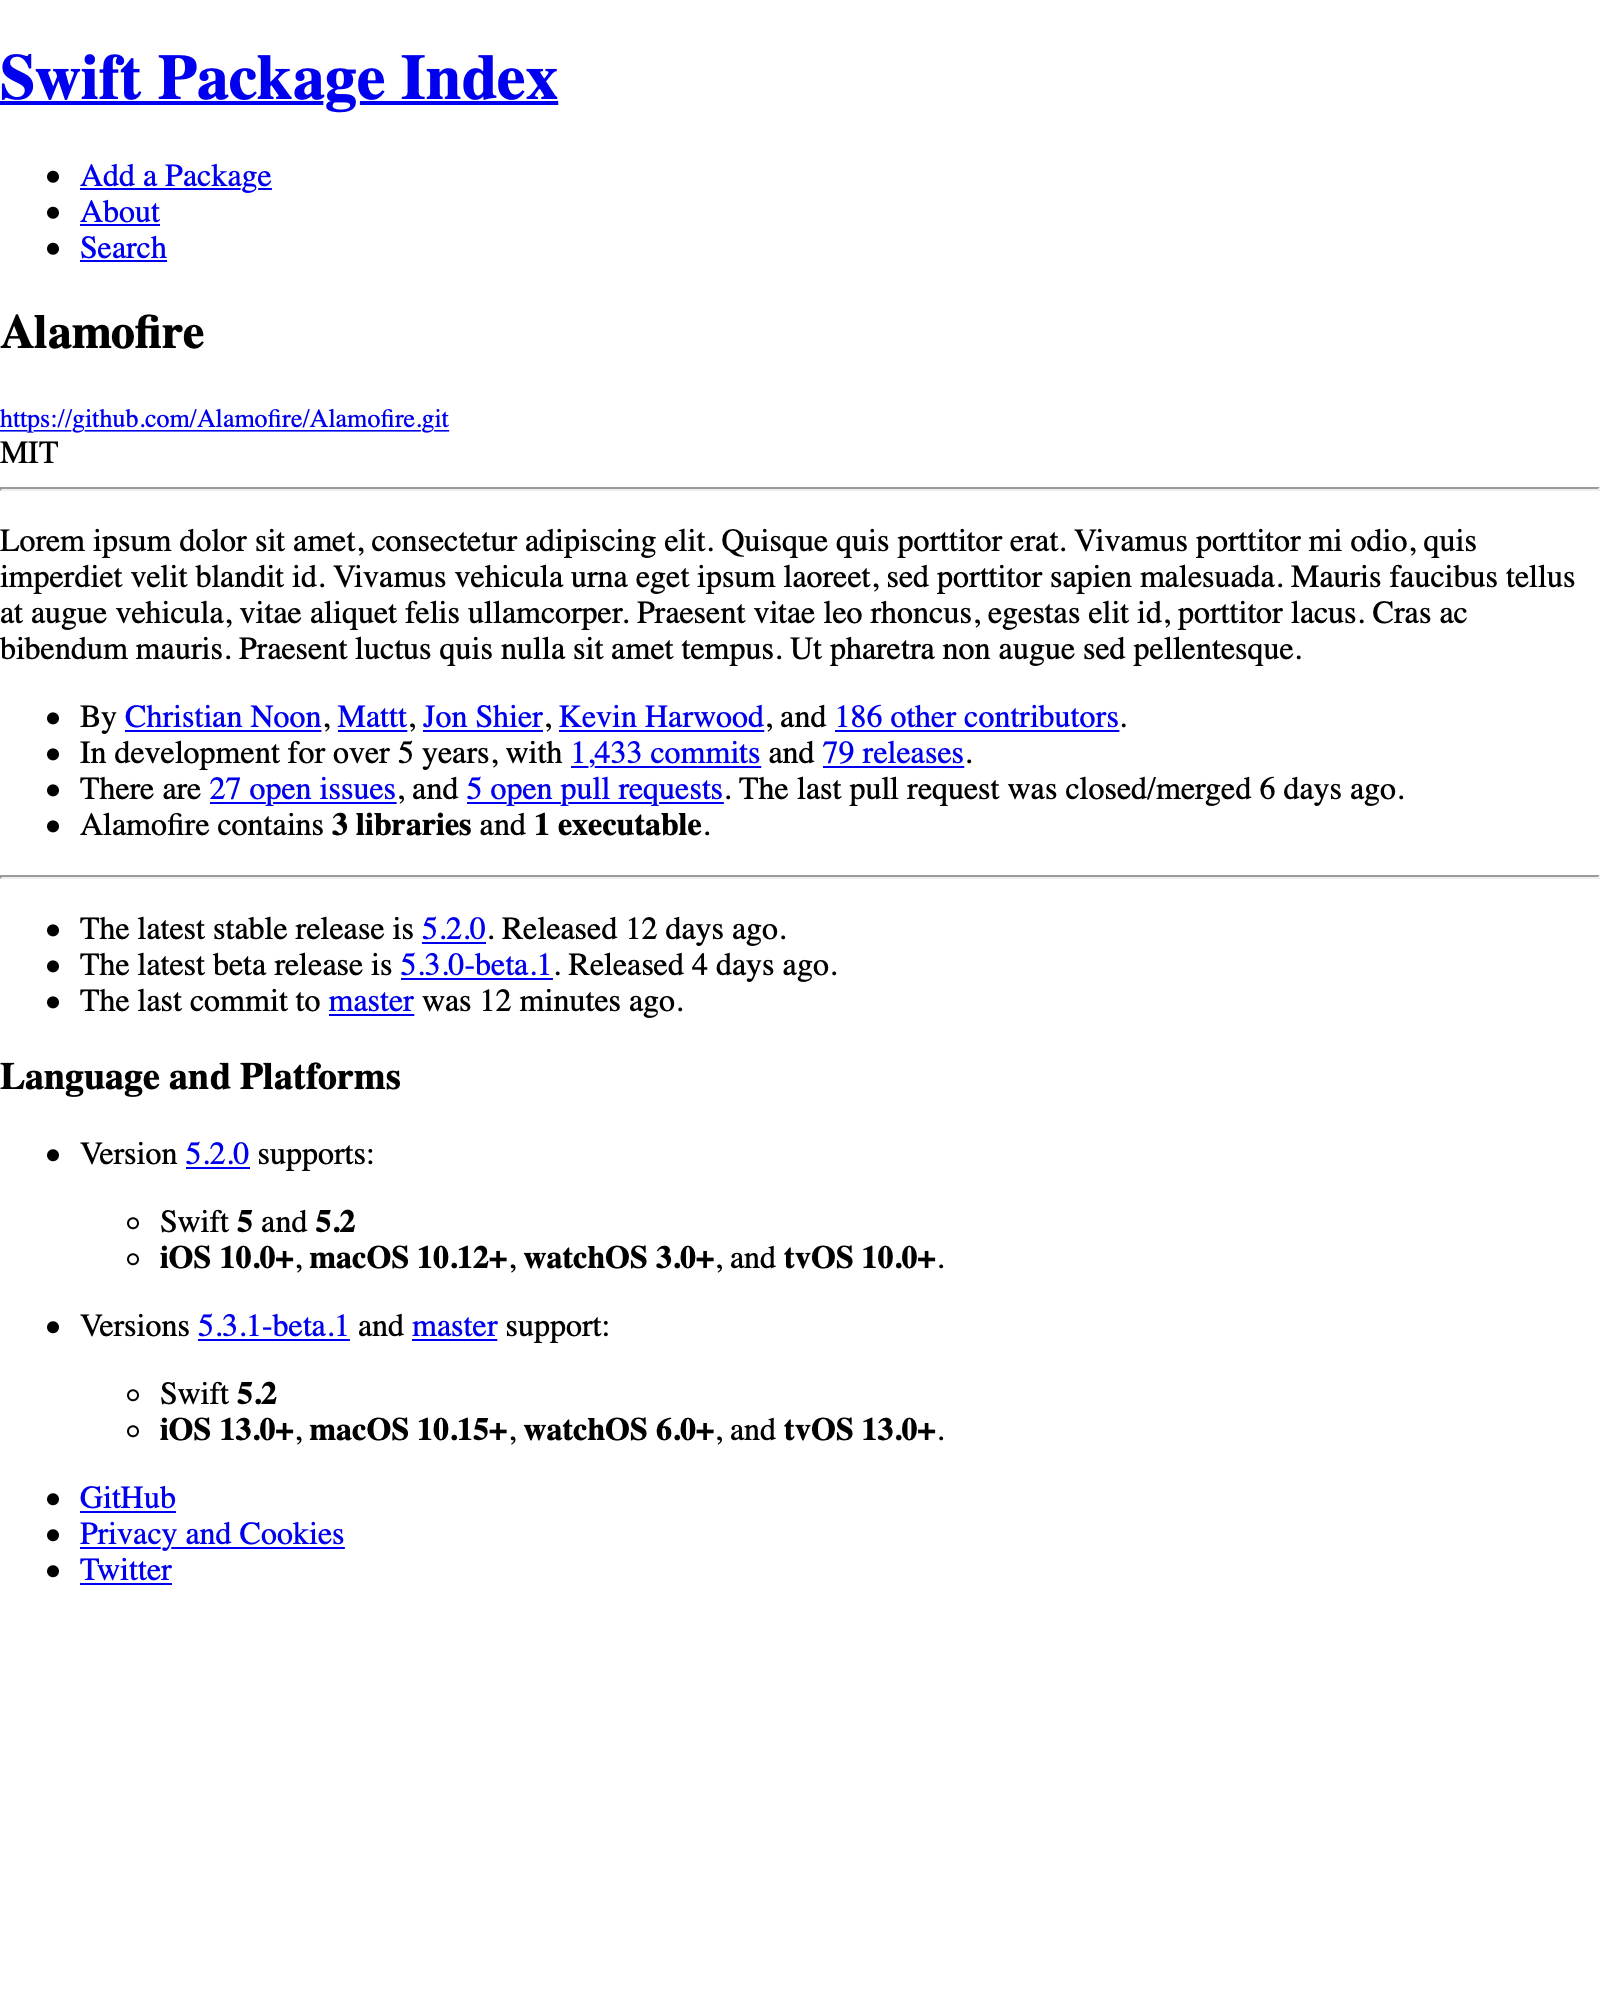 Swift Package Index
Add a Package
About
Search
Alamofire
https://github.com/Alamofire/Alamofire.git
MIT
Lorem ipsum dolor sit amet, consectetur adipiscing elit. Quisque quis porttitor erat. Vivamus porttitor mi odio, quis
imperdiet velit blandit id. Vivamus vehicula urna eget ipsum laoreet, sed porttitor sapien malesuada. Mauris faucibus tellus
at augue vehicula, vitae aliquet felis ullamcorper. Praesent vitae leo rhoncus, egestas elit id, porttitor lacus. Cras ac
bibendum mauris. Praesent luctus quis nulla sit amet tempus. Ut pharetra non augue sed pellentesque.
By Christian Noon, Mattt, Jon Shier, Kevin Harwood, and 186 other contributors.
In development for over 5 years, with 1,433 commits and 79 releases.
There are 27 open issues, and 5 open pull requests. The last pull request was closed/merged 6 days ago.
Alamofire contains 3 libraries and 1 executable.
The latest stable release is 5.2.0. Released 12 days ago.
The latest beta release is 5.3.0-beta.1. Released 4 days ago.
The last commit to master was 12 minutes ago.
Language and Platforms
Version 5.2.0 supports:
Swift 5 and 5.2
iOS 10.0+, macOS 10.12+, watchOS 3.0+, and tvOS 10.0+.
Versions 5.3.1-beta.1 and master support:
Swift 5.2
iOS 13.0+, macOS 10.15+, watchOS 6.0+, and tvOS 13.0+.
GitHub
Privacy and Cookies
Twitter